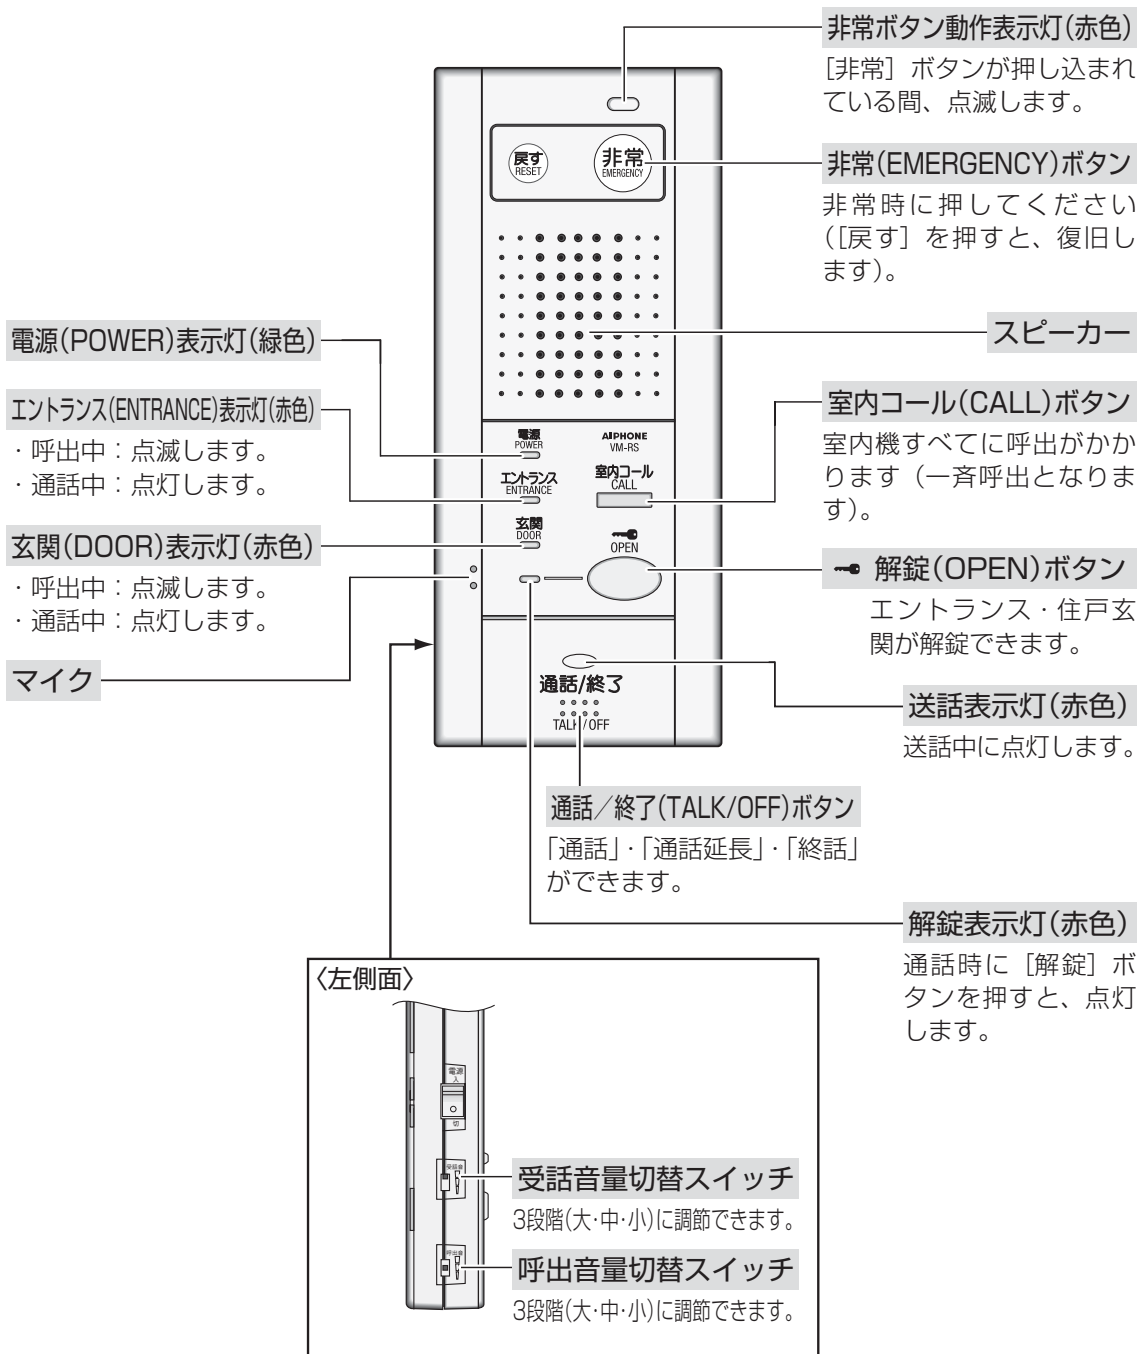 非常ボタン動作表示灯(赤色)
[非常] ボタンが押し込まれ
ている間、点滅します。
非常(EMERGENCY)ボタン
非常時に押してください
([戻す] を押すと、復旧し
ます)。
スピーカー
室内コール(CALL)ボタン
室内機すべてに呼出がかか
ります (一斉呼出となりま
す)。
解錠(OPEN)ボタン
エントランス・住戸玄
関が解錠できます。
送話表示灯(赤色)
送話中に点灯します。
解錠表示灯(赤色)
通話時に [解錠] ボ
タンを押すと、点灯
します。
電源(POWER)表示灯(緑色)
エントランス(ENTRANCE)表示灯(赤色)
・呼出中:点滅します。
・通話中:点灯します。
玄関(DOOR)表示灯(赤色)
・呼出中:点滅します。
・通話中:点灯します。
マイク
戻す
RESET
非常
EMERGENCY
電源
POWER
AIPHONE
VM-RS
エントランス
ENTRANCE
室内コール
CALL
玄関
DOOR
OPEN
通話/終了
TALK/OFF
通話/終了(TALK/OFF)ボタン
「通話」・「通話延長」・「終話」
ができます。
〈左側面〉
電源
入
切
受話音
受話音量切替スイッチ
3段階(大・中・小)に調節できます。
呼出音
呼出音量切替スイッチ
3段階(大・中・小)に調節できます。